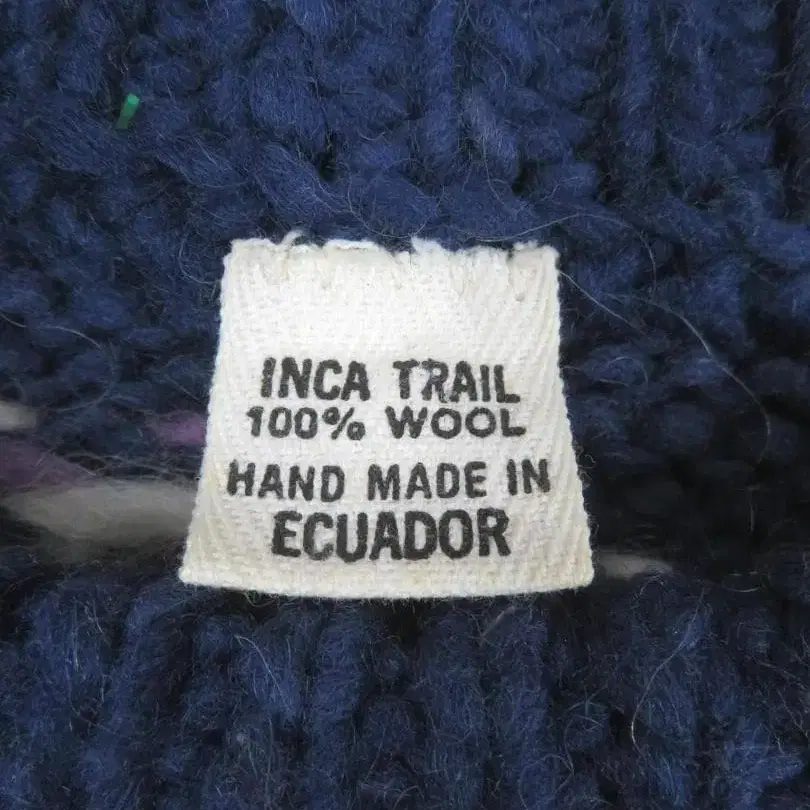 INCA TRAIL
100% WOOL
HAND MADE IN
ECUADOR